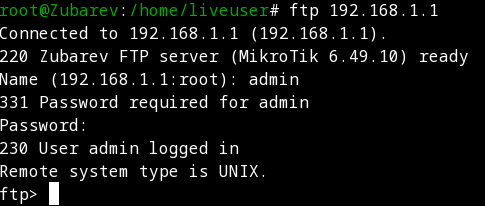 root@Zubarev:/home/liveuser# ftp 192.168.1.1
Connected to 192.168.1.1 (192.168.1.1).
220 Zubarev FTP server (MikroTik 6.49.10) ready
Name (192.168.1.1:root): admin
331 Password required for admin
Password:
230 User admin logged in
Remote system type is UNIX.
ftp>